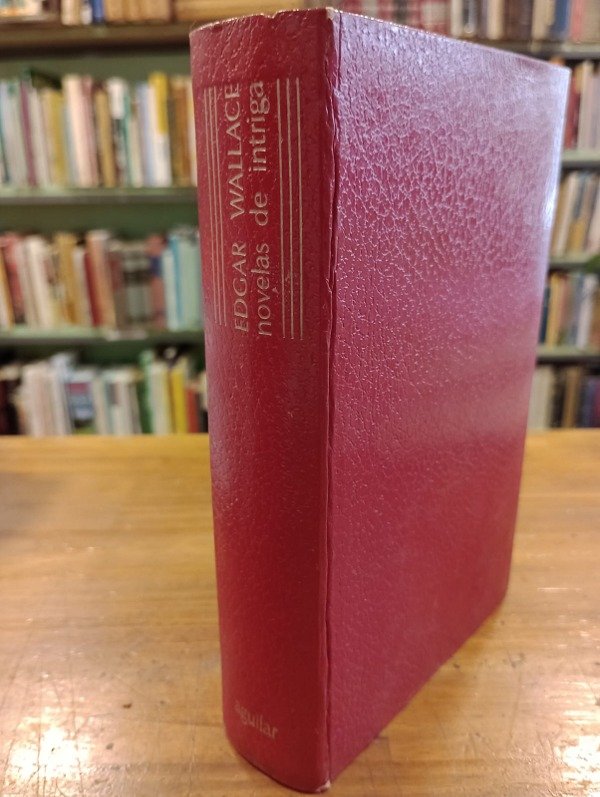 EDGAR WALLACE
novelas de intriga
aguilar